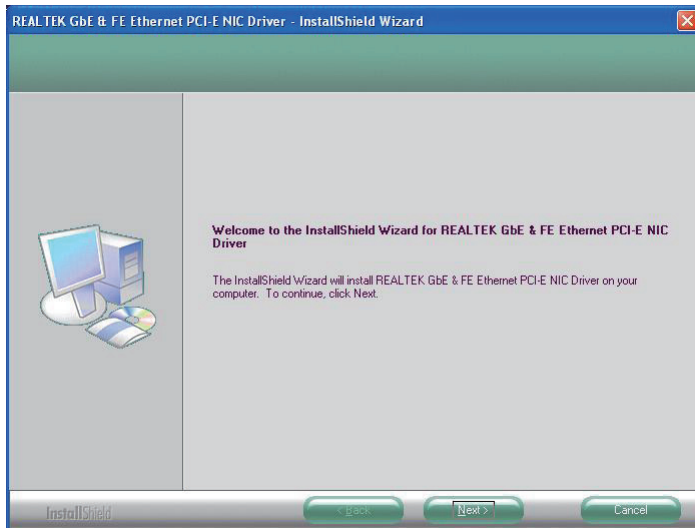 REALTEK GbE & FE Ethernet PCI-E NIC Driver - InstallShield Wizard
Welcome to the InstallShield Wizard for REALTEK GbE & FE Ethernet PCI-E NIC
Driver
The InstallShield Wizard will install REALTEK GbE & FE Ethernet PCI-E NIC Driver on your
computer. To continue, click Next.
InstallShield
< Back
Next >
Cancel